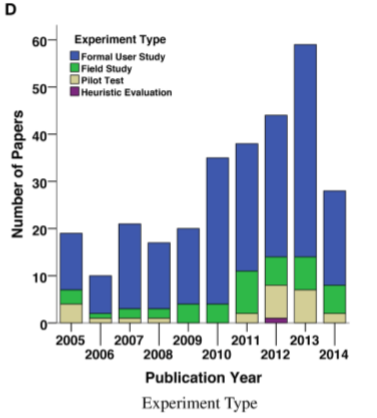 D
Experiment Type
Formal User Study
Field Study
Pilot Test
Heuristic Evaluation
Number of Papers
60
50
40
30
20
10
0
2005 2007 2009 2011 2013
2006 2008 2010 2012 2014
Publication Year
Experiment Type